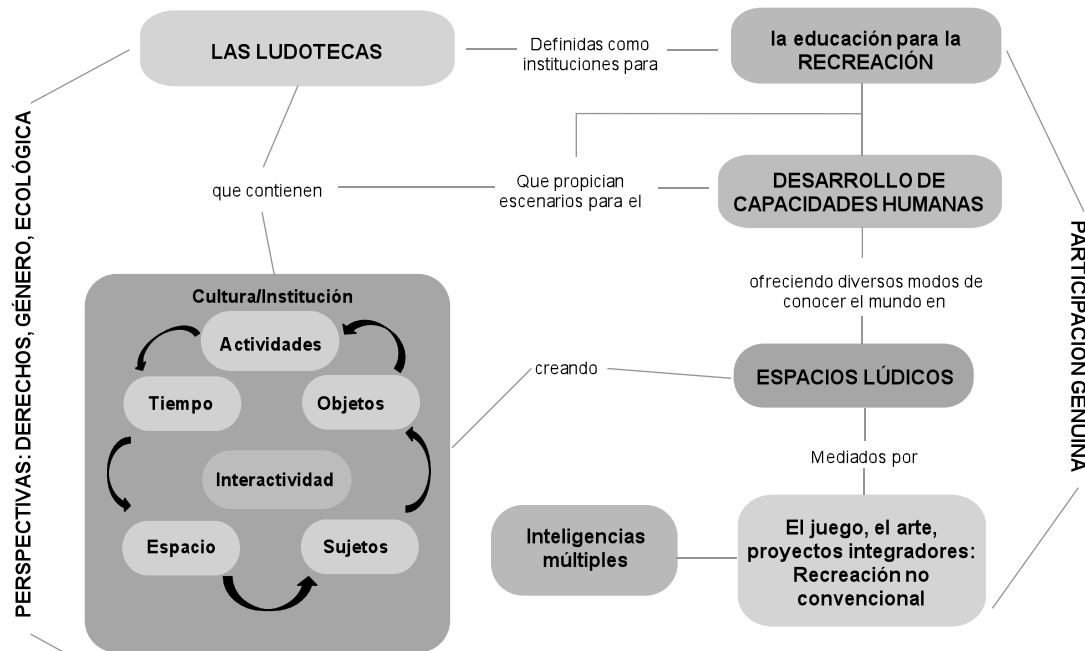 LAS LUDOTECAS
Definidas como
instituciones para
la educación para la
RECREACIÓN
que contienen
Que propician
escenarios para el
DESARROLLO DE
CAPACIDADES HUMANAS
ofreciendo diversos modos de
conocer el mundo en
Cultura/Institución
Actividades
Tiempo
Objetos
Interactividad
Espacio
Sujetos
creando
ESPACIOS LÚDICOS
Mediados por
Inteligencias
múltiples
El juego, el arte,
proyectos integradores:
Recreación no
convencional
PERSPECTIVAS: DERECHOS, GÉNERO, ECOLÓGICA
PARTICIPACION GENUINA